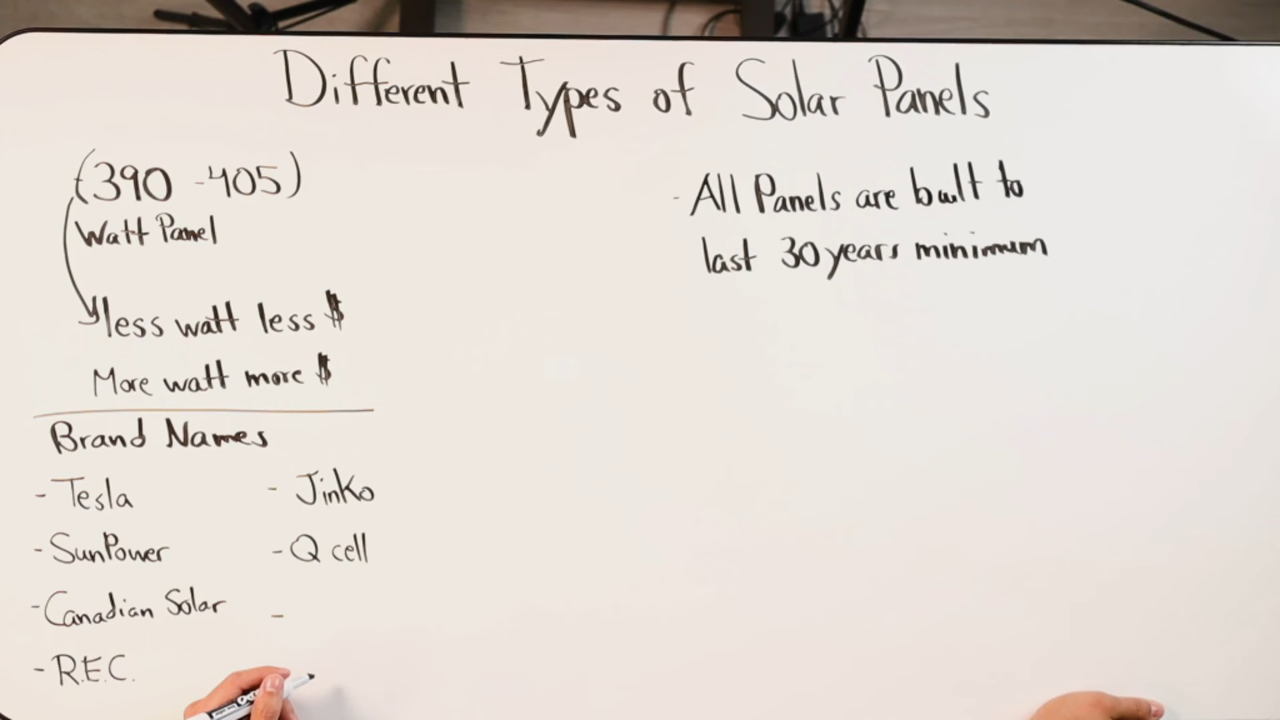 Different Types of Solar Panels
(390 - 405)
Watt Panel
less watt less $
More watt more $
Brand Names
- Tesla
- SunPower
- Canadian Solar
- R.E.C.
- Jinko
- Q cell
-
- All Panels are built to
last 30 years minimum